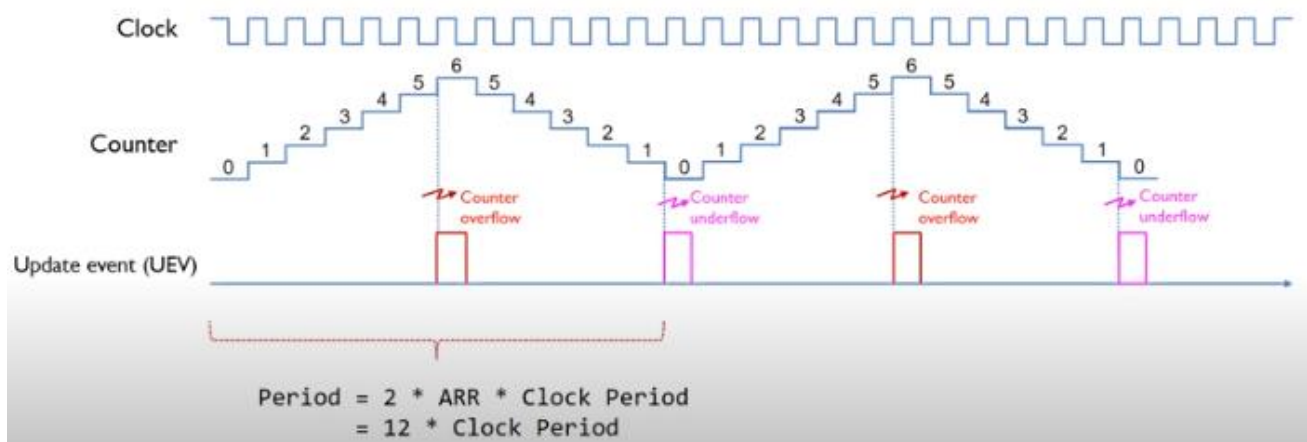 Clock
Counter
0 1 2 3 4 5 6 5 4 3 2 1 0 1 2 3 4 5 6 5 4 3 2 1 0
Counter overflow
Counter underflow
Counter overflow
Counter underflow
Update event (UEV)
Period = 2 * ARR * Clock Period
= 12 * Clock Period